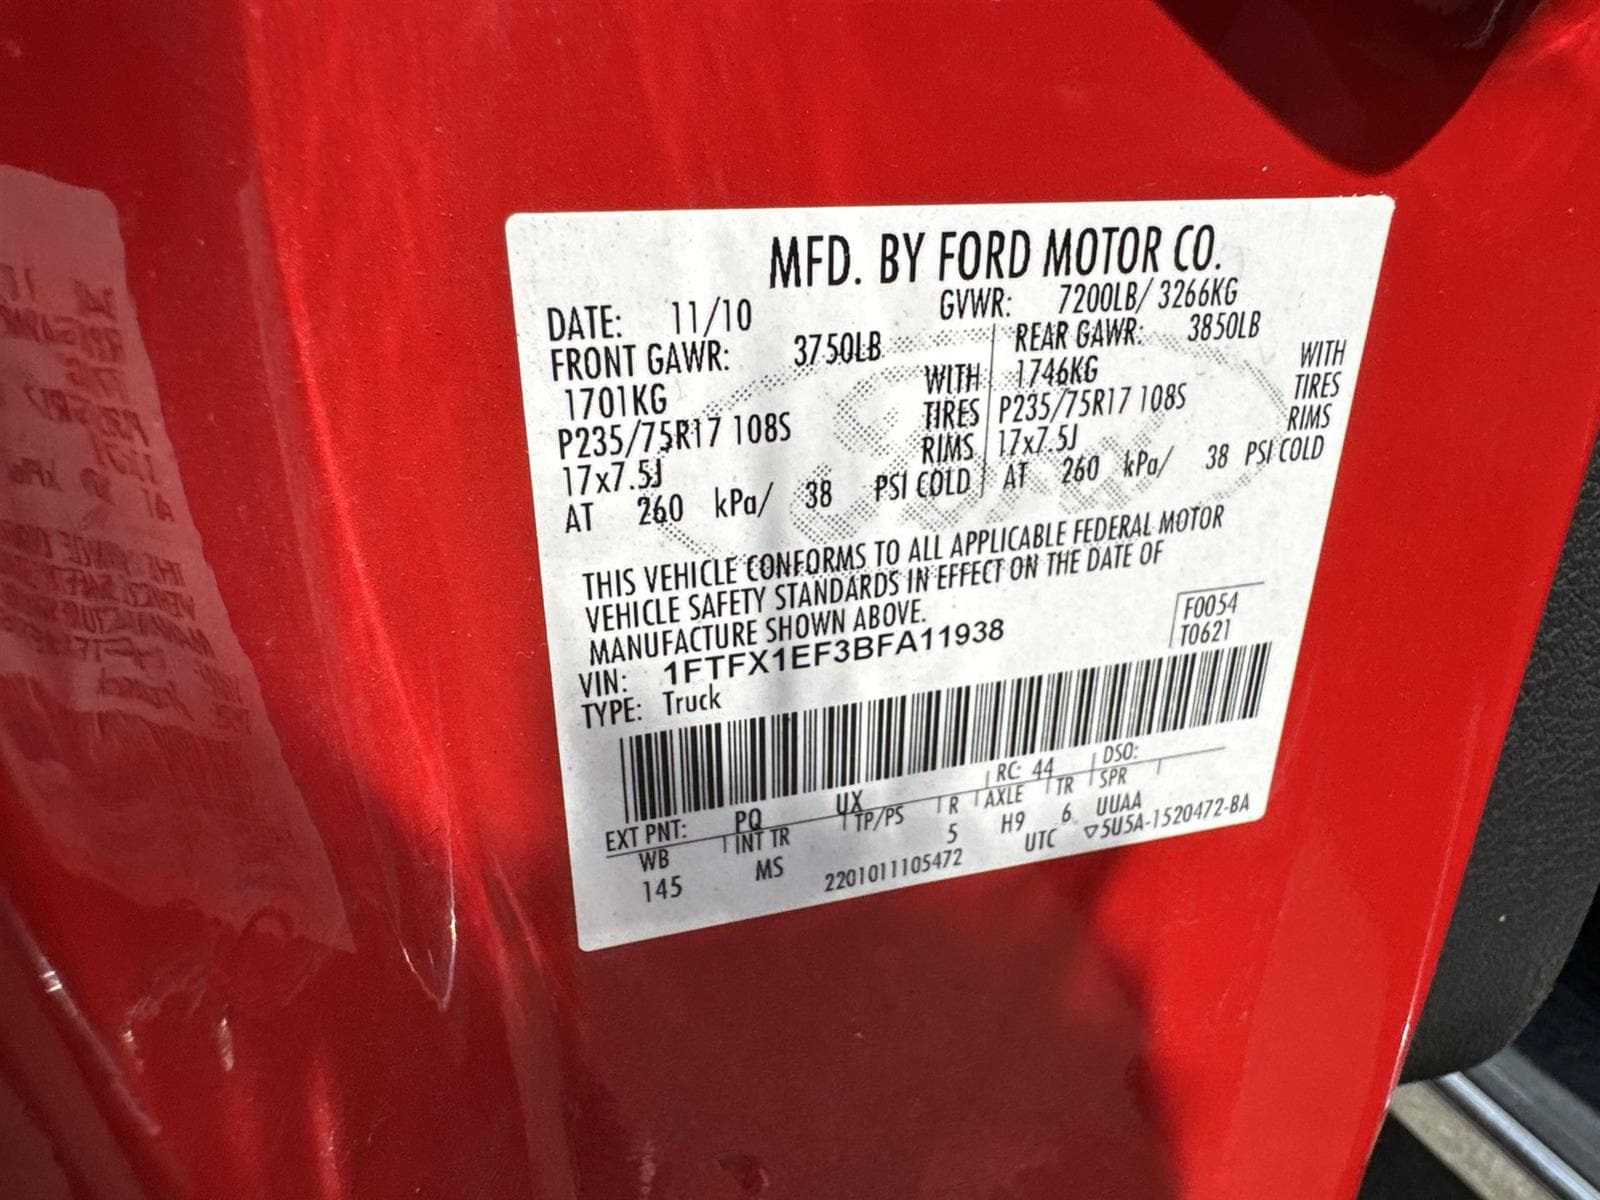 MFD. BY FORD MOTOR CO.
DATE: 11/10 GVWR: 7200LB/ 3266KG
FRONT GAWR: 3750LB REAR GAWR: 3850LB
1701KG WITH 1746KG WITH
P235/75R17 108S TIRES P235/75R17 108S TIRES
17x7.5J RIMS 17x7.5J RIMS
AT 260 kPa/ 38 PSI COLD AT 260 kPa/ 38 PSI COLD
THIS VEHICLE CONFORMS TO ALL APPLICABLE FEDERAL MOTOR
VEHICLE SAFETY STANDARDS IN EFFECT ON THE DATE OF
MANUFACTURE SHOWN ABOVE.
F0054
T0621
VIN: 1FTFX1EF3BFA11938
TYPE: Truck
EXT PNT: PQ UX RC: 44 DSO:
WB INT TR TP/PS R AXLE TR SPR
145 MS 5 H9 6 UUAA
2201011105472 UTC ▽5U5A-1520472-BA